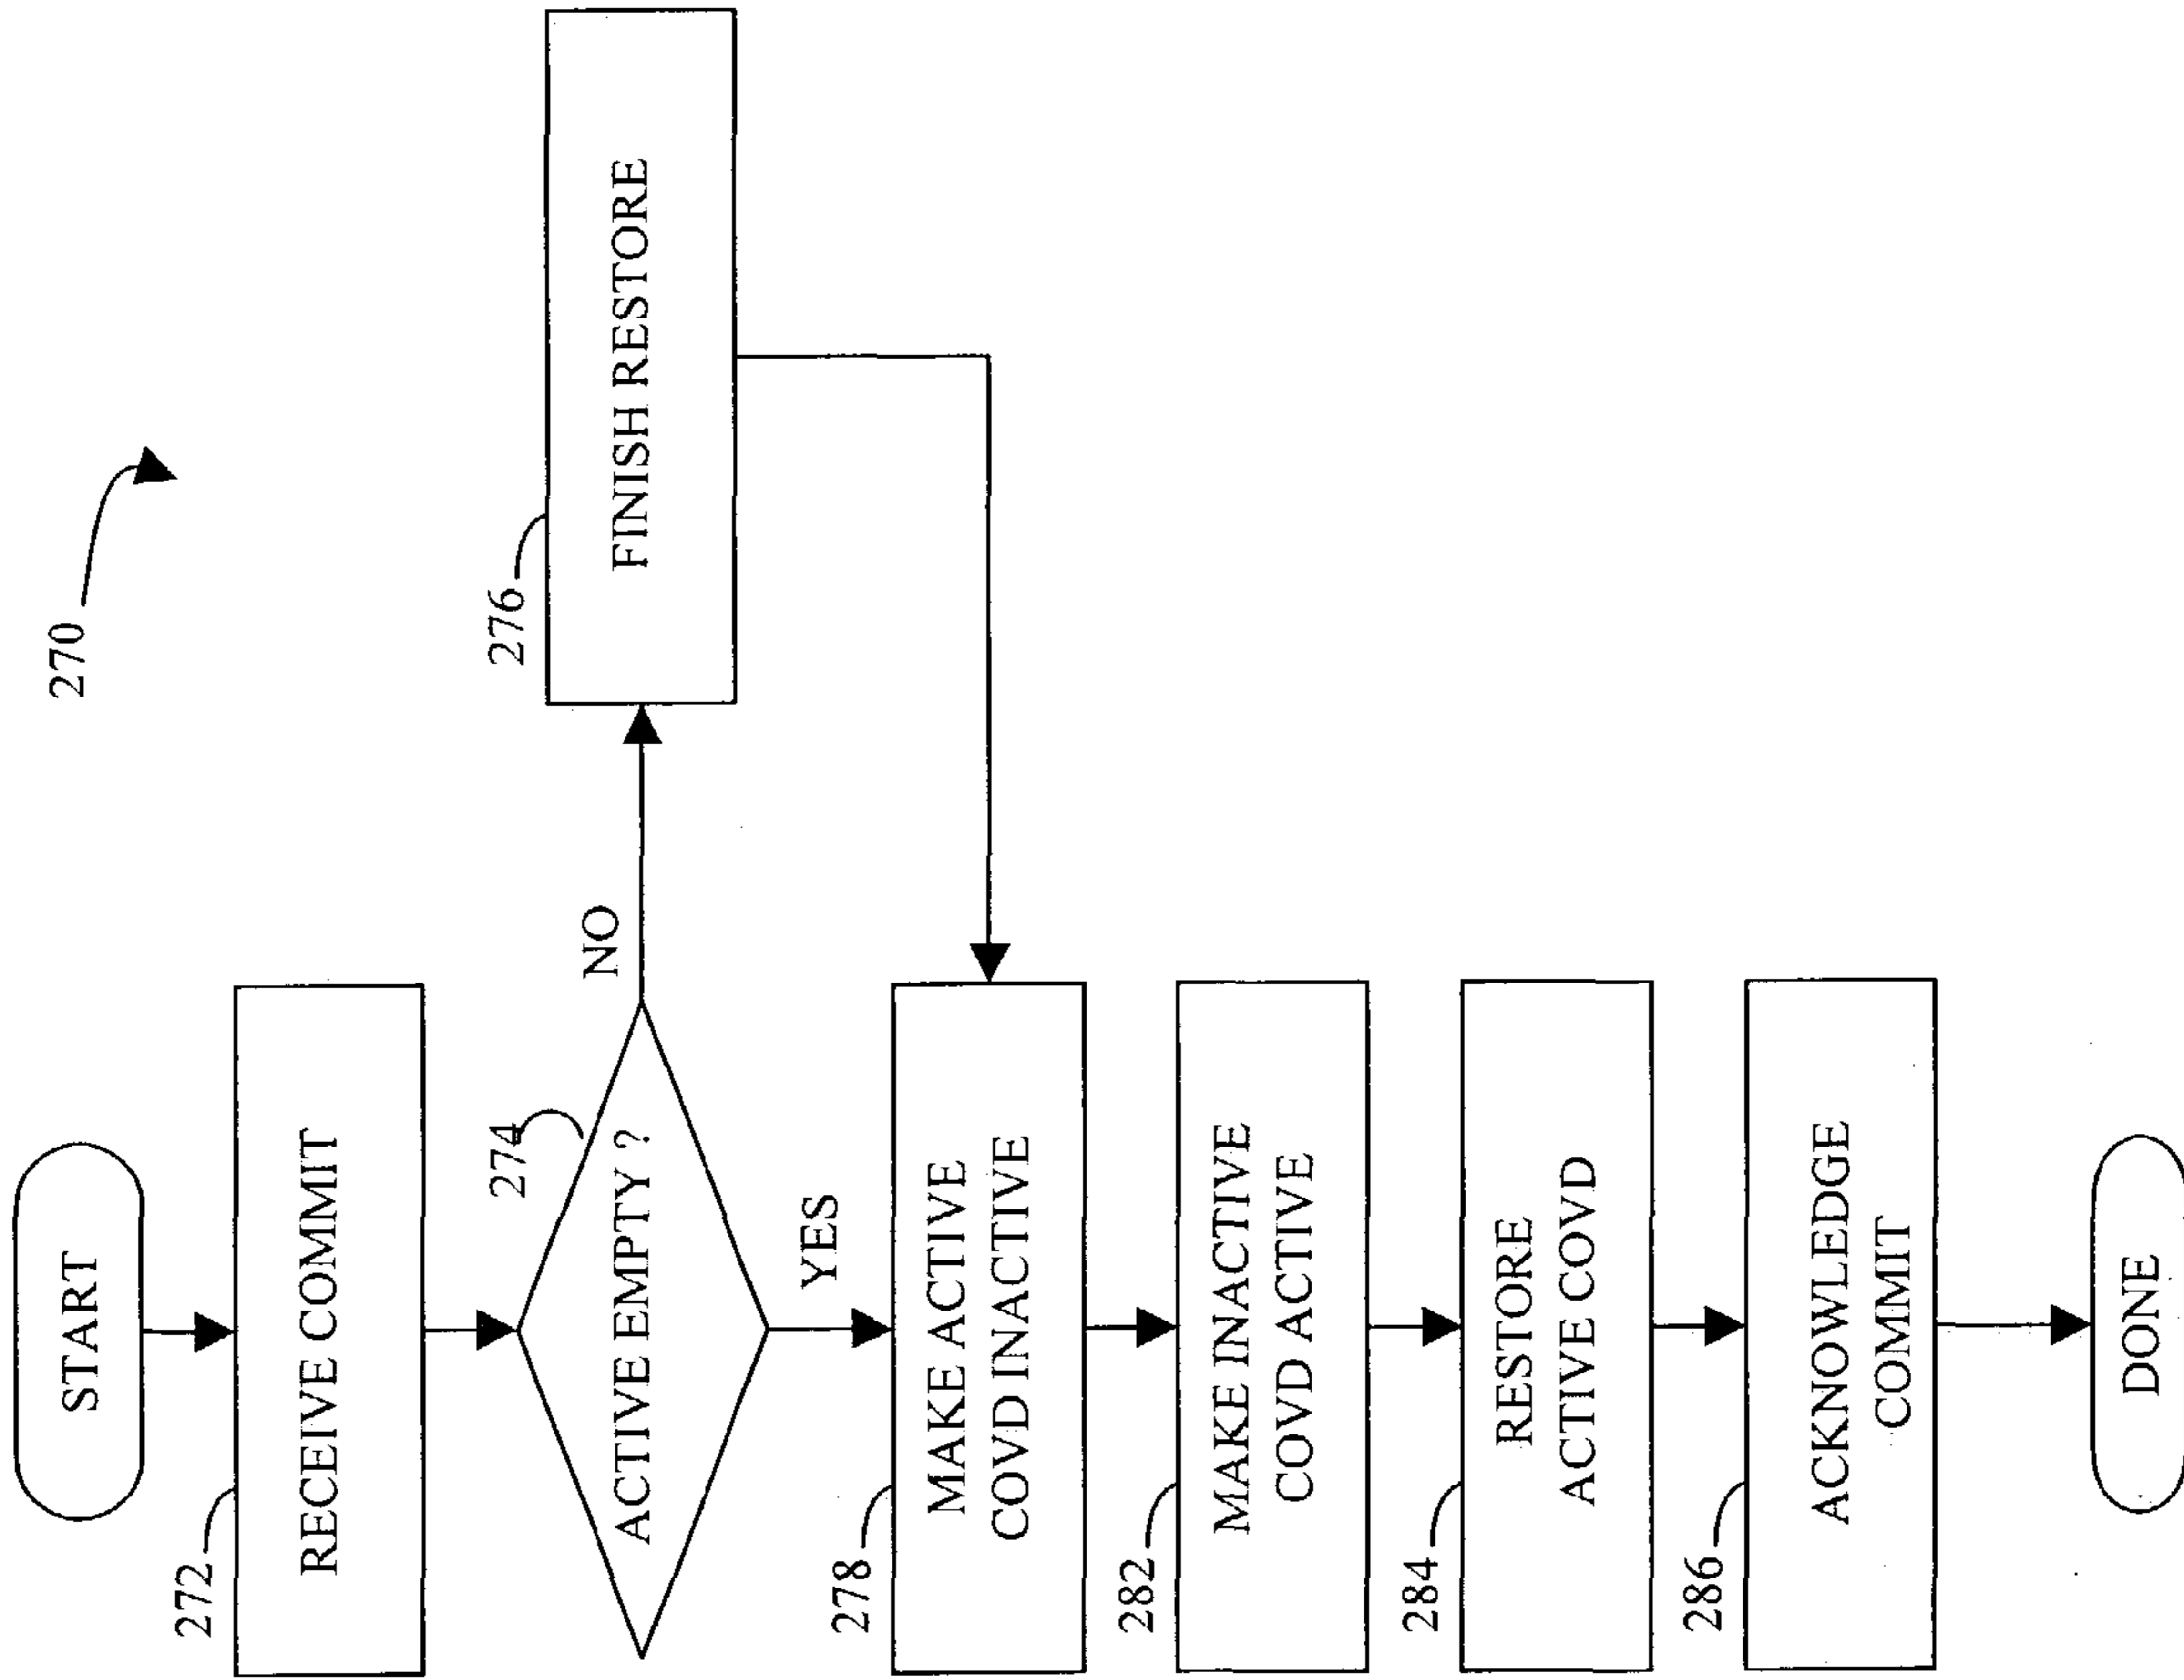 270
START
272
RECEIVE COMMIT
274
ACTIVE EMPTY ?
NO
276
FINISH RESTORE
YES
278
MAKE ACTIVE
COVD INACTIVE
282
MAKE INACTIVE
COVD ACTIVE
284
RESTORE
ACTIVE COVD
286
ACKNOWLEDGE
COMMIT
DONE